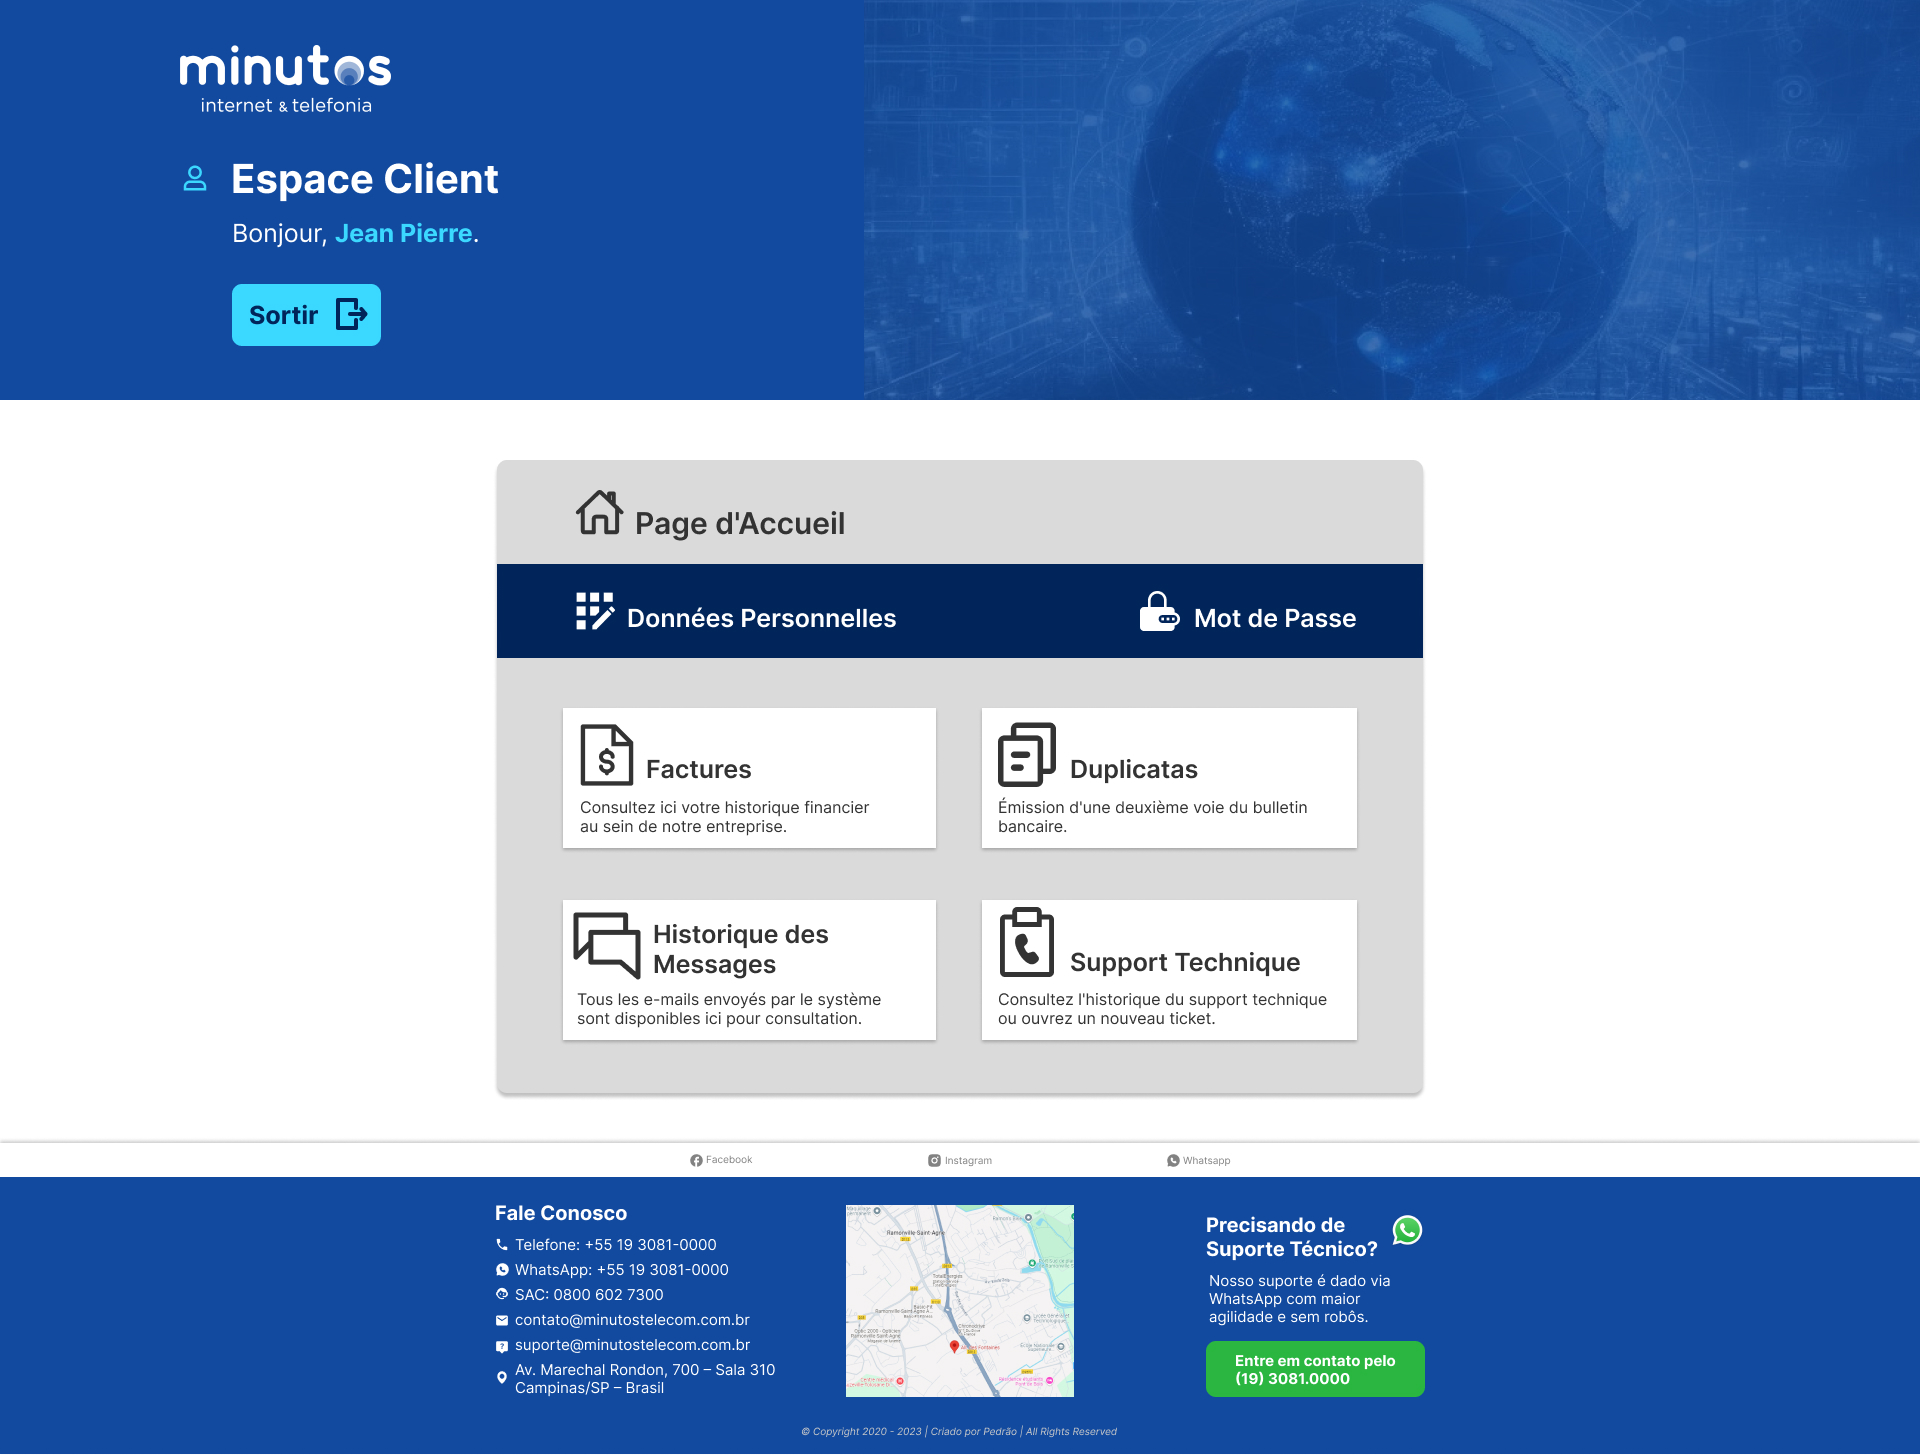 minutos
internet & telefonia
Espace Client
Bonjour, Jean Pierre.
Sortir
Page d'Accueil
Données Personnelles
Mot de Passe
Factures
Consultez ici votre historique financier
au sein de notre entreprise.
Duplicatas
Émission d'une deuxième voie du bulletin
bancaire.
Historique des
Messages
Tous les e-mails envoyés par le système
sont disponibles ici pour consultation.
Support Technique
Consultez l'historique du support technique
ou ouvrez un nouveau ticket.
Facebook
Instagram
Whatsapp
Fale Conosco
Telefone: +55 19 3081-0000
WhatsApp: +55 19 3081-0000
SAC: 0800 602 7300
contato@minutostelecom.com.br
suporte@minutostelecom.com.br
Av. Marechal Rondon, 700 – Sala 310
Campinas/SP – Brasil
Ramonville-Saint-Agne
TotalEnergies
Chronodrive
Precisando de
Suporte Técnico?
Nosso suporte é dado via
WhatsApp com maior
agilidade e sem robôs.
Entre em contato pelo
(19) 3081.0000
© Copyright 2020 - 2023 | Criado por Pedrão | All Rights Reserved